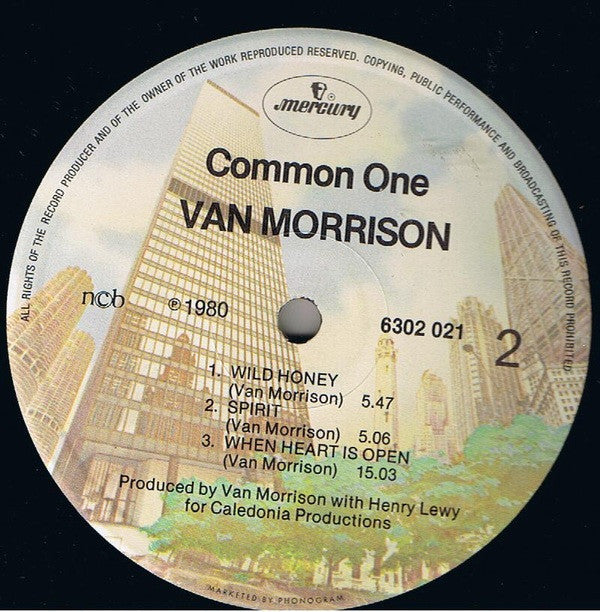 ALL RIGHTS OF THE RECORD PRODUCER AND OF THE OWNER OF THE WORK REPRODUCED RESERVED. COPYING, PUBLIC PERFORMANCE AND BROADCASTING OF THIS RECORD PROHIBITED
mercury
Common One
VAN MORRISON
ncb ℗ 1980 6302 021 2
1. WILD HONEY
(Van Morrison) 5.47
2. SPIRIT
(Van Morrison) 5.06
3. WHEN HEART IS OPEN
(Van Morrison) 15.03
Produced by Van Morrison with Henry Lewy
for Caledonia Productions
MARKETED BY PHONOGRAM